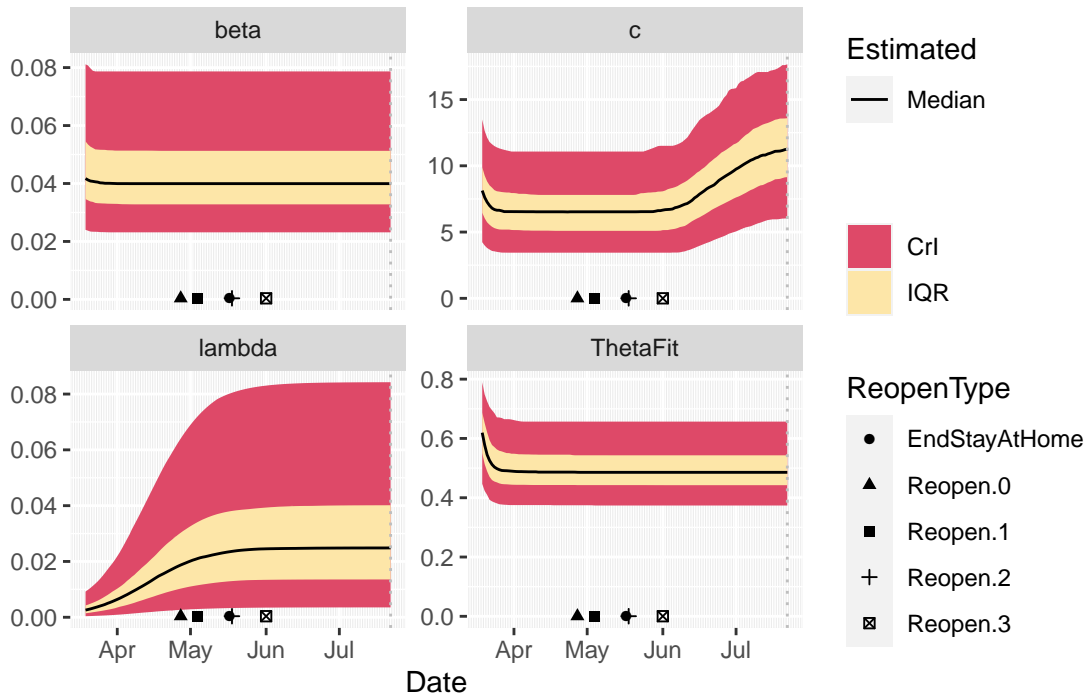 beta
c
0.08
0.06
0.04
0.02
0.00
15
10
5
0
lambda
ThetaFit
0.08
0.06
0.04
0.02
0.00
0.8
0.6
0.4
0.2
0.0
Apr May Jun Jul
Apr May Jun Jul
Date
Estimated
Median
CrI
IQR
ReopenType
EndStayAtHome
Reopen.0
Reopen.1
Reopen.2
Reopen.3